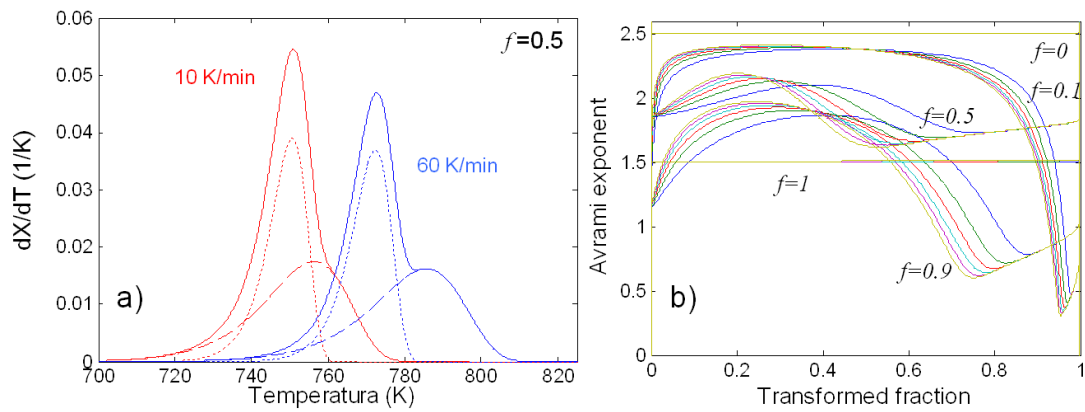 0.06
0.05
0.04
0.03
0.02
0.01
0
dX/dT (1/K)
f=0.5
10 K/min
60 K/min
a)
700
720
740
760
780
800
820
Temperatura (K)
2.5
2
1.5
1
0.5
0
Avrami exponent
f=0
f=0.1
f=0.5
f=1
f=0.9
b)
0
0.2
0.4
0.6
0.8
1
Transformed fraction